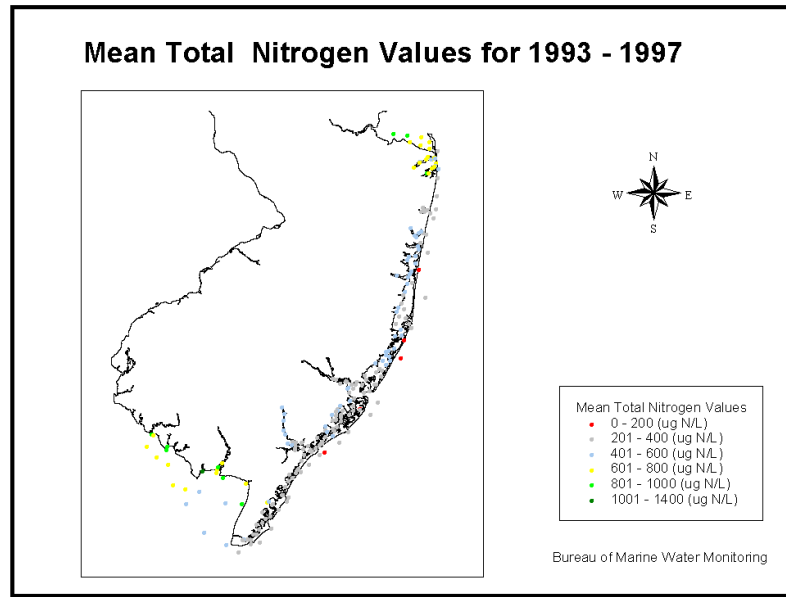 Mean Total Nitrogen Values for 1993 - 1997
N
W E
S
Mean Total Nitrogen Values
0 - 200 (ug N/L)
201 - 400 (ug N/L)
401 - 600 (ug N/L)
601 - 800 (ug N/L)
801 - 1000 (ug N/L)
1001 - 1400 (ug N/L)
Bureau of Marine Water Monitoring